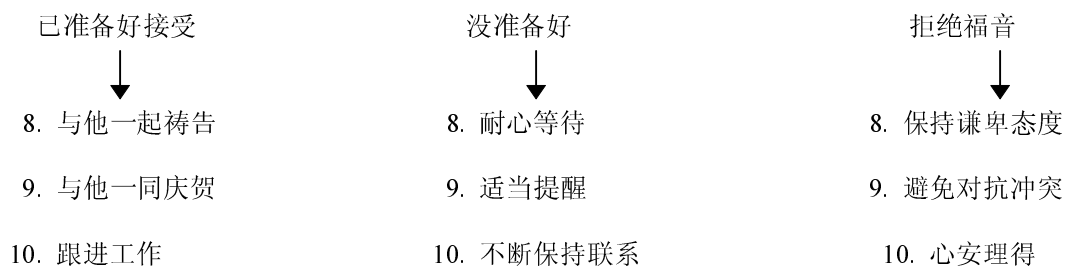 已准备好接受 没准备好 拒绝福音
8. 与他一起祷告 8. 耐心等待 8. 保持谦卑态度
9. 与他一同庆贺 9. 适当提醒 9. 避免对抗冲突
10. 跟进工作 10. 不断保持联系 10. 心安理得